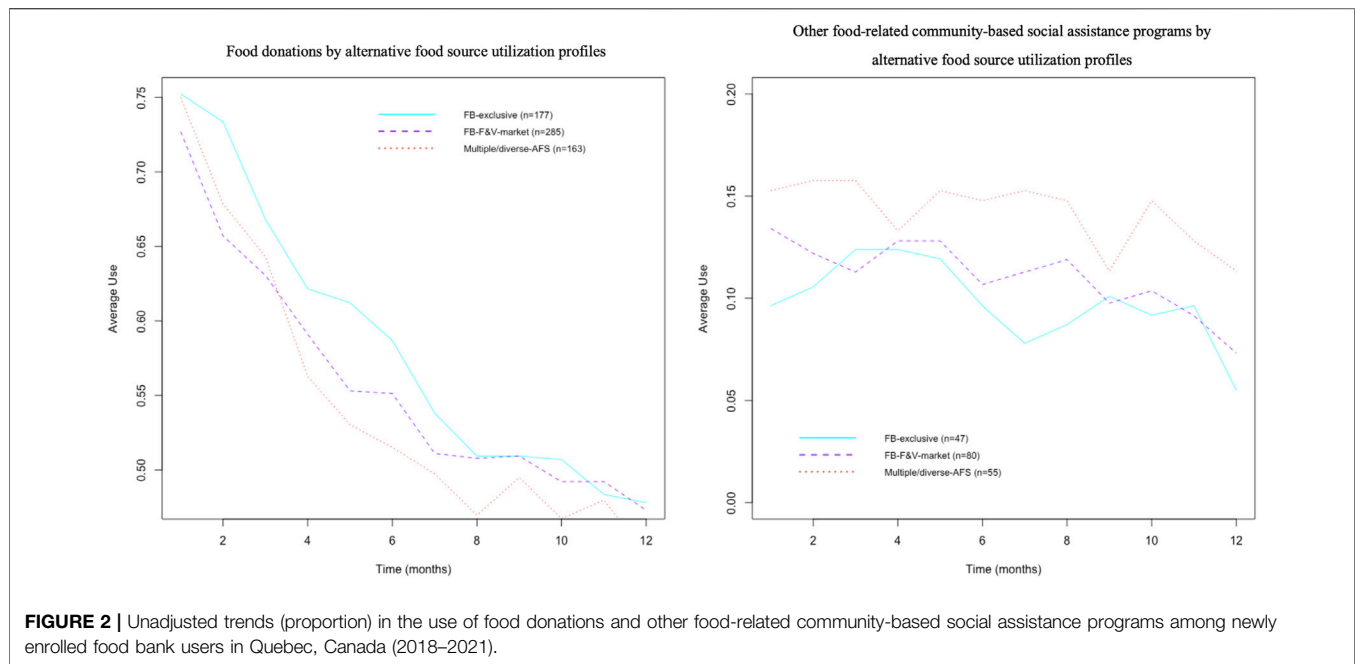 Food donations by alternative food source utilization profiles
0.75
0.70
0.65
0.60
0.55
0.50
Average Use
FB-exclusive (n=177)
FB-F&V-market (n=285)
Multiple/diverse-AFS (n=163)
2 4 6 8 10 12
Time (months)
Other food-related community-based social assistance programs by
alternative food source utilization profiles
0.20
0.15
0.10
0.05
0.00
Average Use
FB-exclusive (n=47)
FB-F&V-market (n=80)
Multiple/diverse-AFS (n=55)
2 4 6 8 10 12
Time (months)
FIGURE 2 | Unadjusted trends (proportion) in the use of food donations and other food-related community-based social assistance programs among newly
enrolled food bank users in Quebec, Canada (2018–2021).